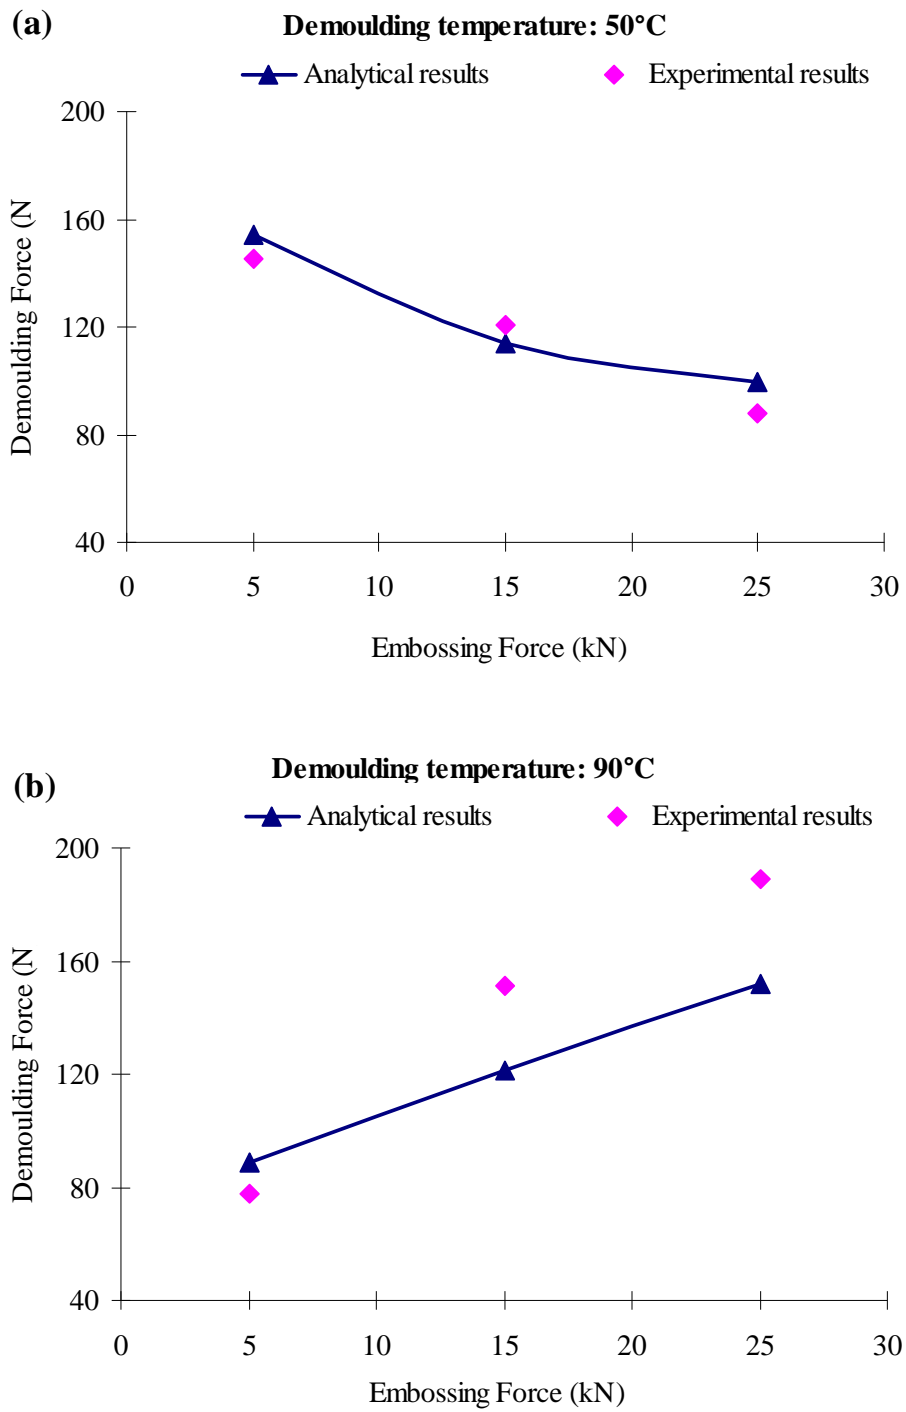 (a)
Demoulding temperature: 50°C
Analytical results
Experimental results
200
160
120
80
40
Demoulding Force (N
0 5 10 15 20 25 30
Embossing Force (kN)
(b)
Demoulding temperature: 90°C
Analytical results
Experimental results
200
160
120
80
40
Demoulding Force (N
0 5 10 15 20 25 30
Embossing Force (kN)